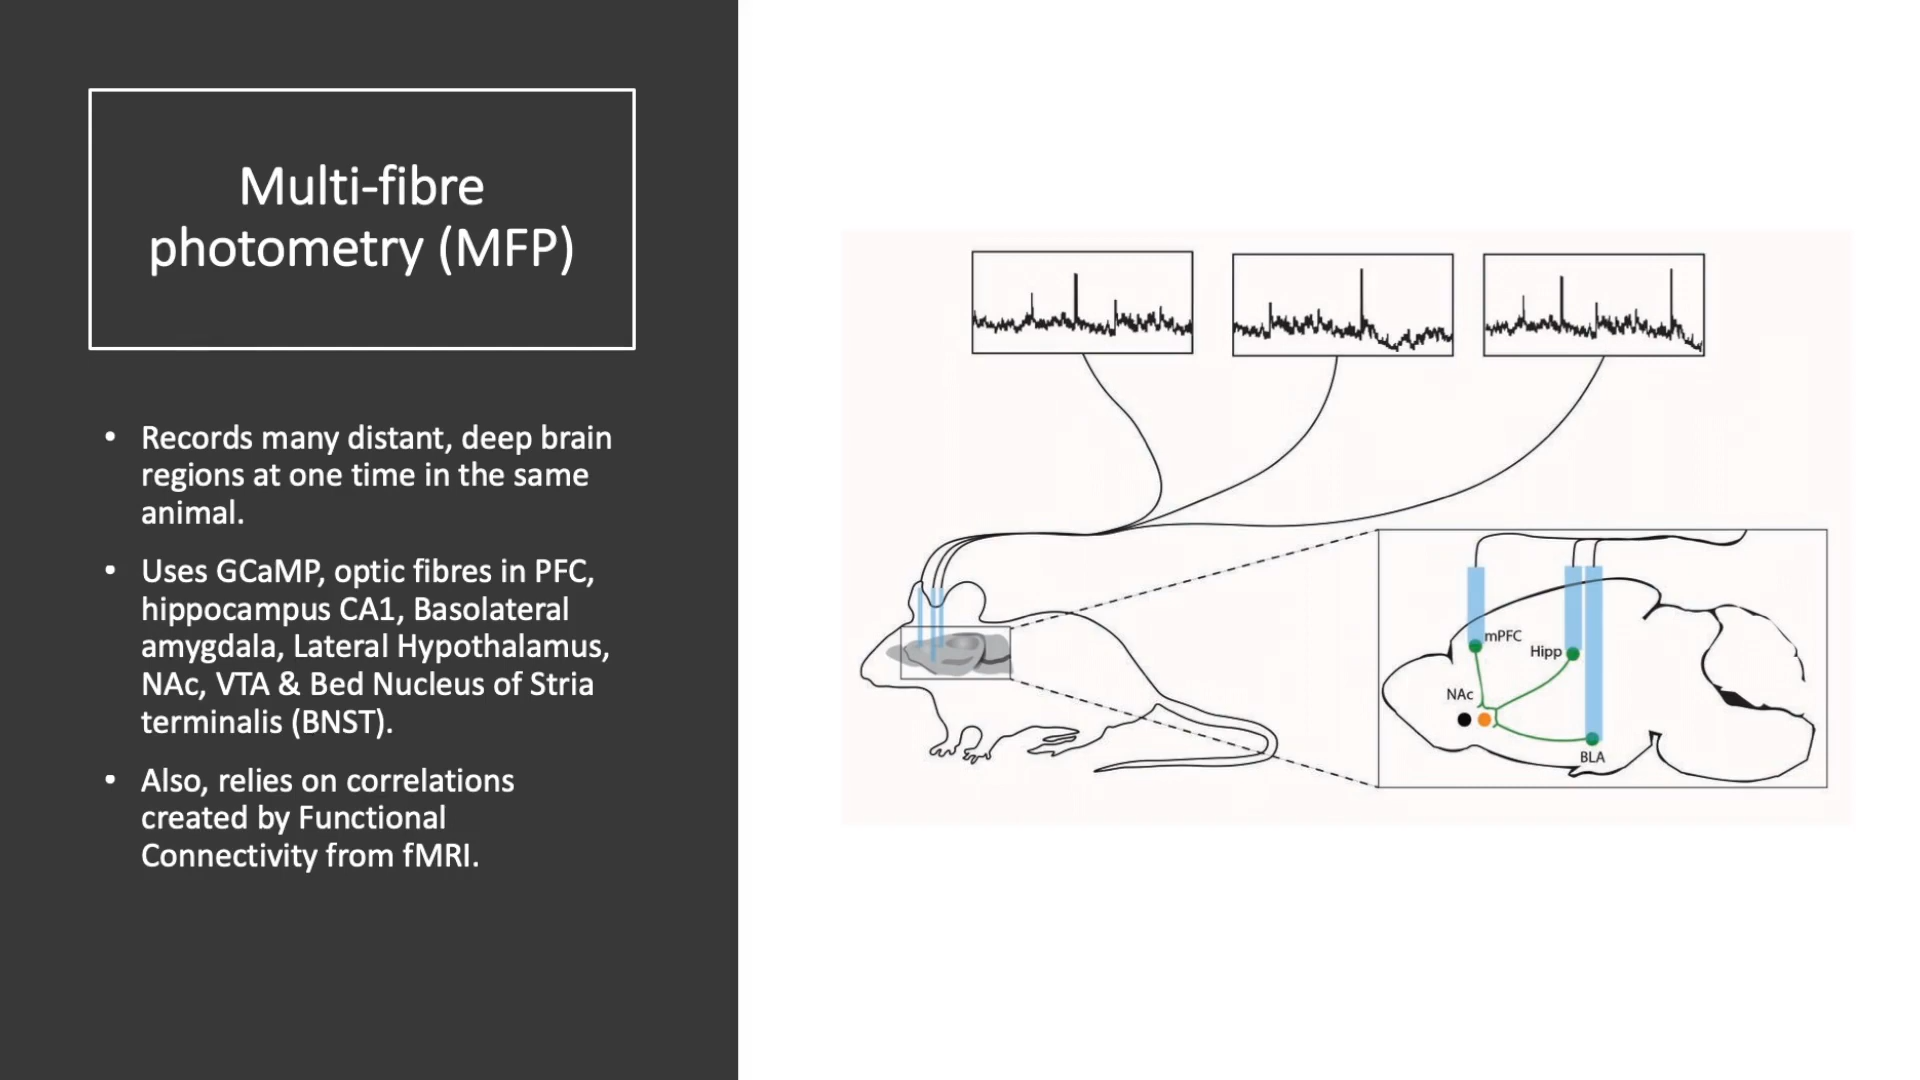 Multi-fibre
photometry (MFP)
• Records many distant, deep brain
regions at one time in the same
animal.
• Uses GCaMP, optic fibres in PFC,
hippocampus CA1, Basolateral
amygdala, Lateral Hypothalamus,
NAc, VTA & Bed Nucleus of Stria
terminalis (BNST).
• Also, relies on correlations
created by Functional
Connectivity from fMRI.
mPFC
Hipp
NAc
BLA